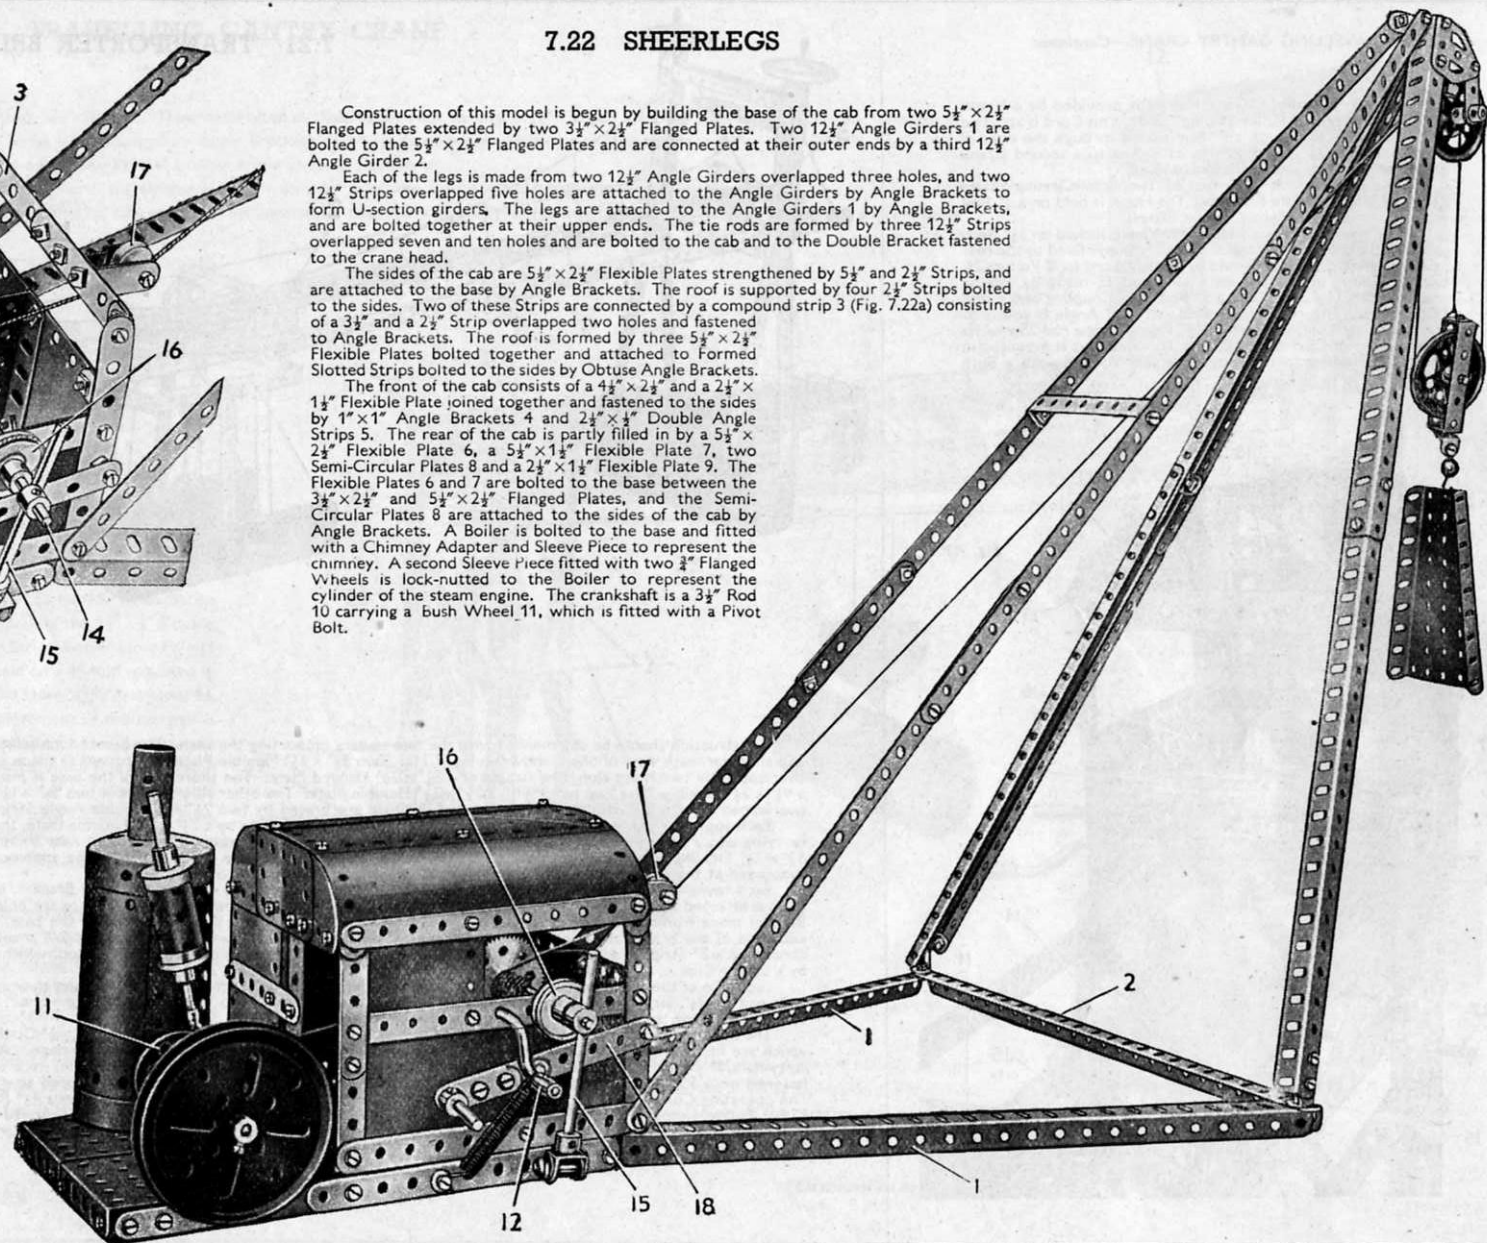 7.22 SHEERLEGS
Construction of this model is begun by building the base of the cab from two 5½″×2½″
Flanged Plates extended by two 3½″×2½″ Flanged Plates. Two 12½″ Angle Girders 1 are
bolted to the 5½″×2½″ Flanged Plates and are connected at their outer ends by a third 12½″
Angle Girder 2.
Each of the legs is made from two 12½″ Angle Girders overlapped three holes, and two
12½″ Strips overlapped five holes are attached to the Angle Girders by Angle Brackets to
form U-section girders. The legs are attached to the Angle Girders 1 by Angle Brackets,
and are bolted together at their upper ends. The tie rods are formed by three 12½″ Strips
overlapped seven and ten holes and are bolted to the cab and to the Double Bracket fastened
to the crane head.
The sides of the cab are 5½″×2½″ Flexible Plates strengthened by 5½″ and 2½″ Strips, and
are attached to the base by Angle Brackets. The roof is supported by four 2½″ Strips bolted
to the sides. Two of these Strips are connected by a compound strip 3 (Fig. 7.22a) consisting
of a 3½″ and a 2½″ Strip overlapped two holes and fastened
to Angle Brackets. The roof is formed by three 5½″×2½″
Flexible Plates bolted together and attached to Formed
Slotted Strips bolted to the sides by Obtuse Angle Brackets.
The front of the cab consists of a 4½″×2½″ and a 2½″×
1½″ Flexible Plate joined together and fastened to the sides
by 1″×1″ Angle Brackets 4 and 2½″×½″ Double Angle
Strips 5. The rear of the cab is partly filled in by a 5½″×
2½″ Flexible Plate 6, a 5½″×1½″ Flexible Plate 7, two
Semi-Circular Plates 8 and a 2½″×1½″ Flexible Plate 9. The
Flexible Plates 6 and 7 are bolted to the base between the
3½″×2½″ and 5½″×2½″ Flanged Plates, and the Semi-
Circular Plates 8 are attached to the sides of the cab by
Angle Brackets. A Boiler is bolted to the base and fitted
with a Chimney Adapter and Sleeve Piece to represent the
chimney. A second Sleeve Piece fitted with two ¾″ Flanged
Wheels is lock-nutted to the Boiler to represent the
cylinder of the steam engine. The crankshaft is a 3½″ Rod
10 carrying a bush Wheel 11, which is fitted with a Pivot
Bolt.
3
17
16
14
15
16
17
11
2
1
1
12
15
18